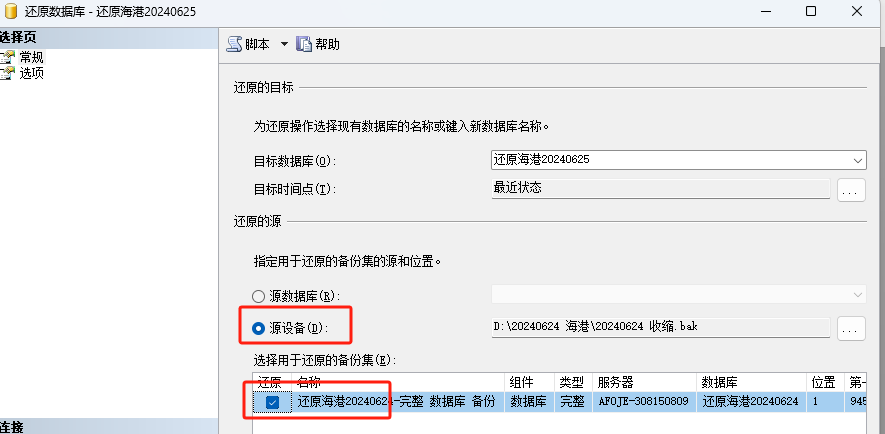 还原数据库 - 还原海港20240625
选择页
常规
选项
脚本 帮助
还原的目标
为还原操作选择现有数据库的名称或键入新数据库名称。
目标数据库(O): 还原海港20240625
目标时间点(T): 最近状态 ...
还原的源
指定用于还原的备份集的源和位置。
源数据库(R):
源设备(D): D:\20240624 海港\20240624 收缩.bak ...
选择用于还原的备份集(E):
还原 名称 组件 类型 服务器 数据库 位置 第一
还原海港20240624-完整 数据库 备份 数据库 完整 AFOJE-308150809 还原海港20240624 1 945
连接